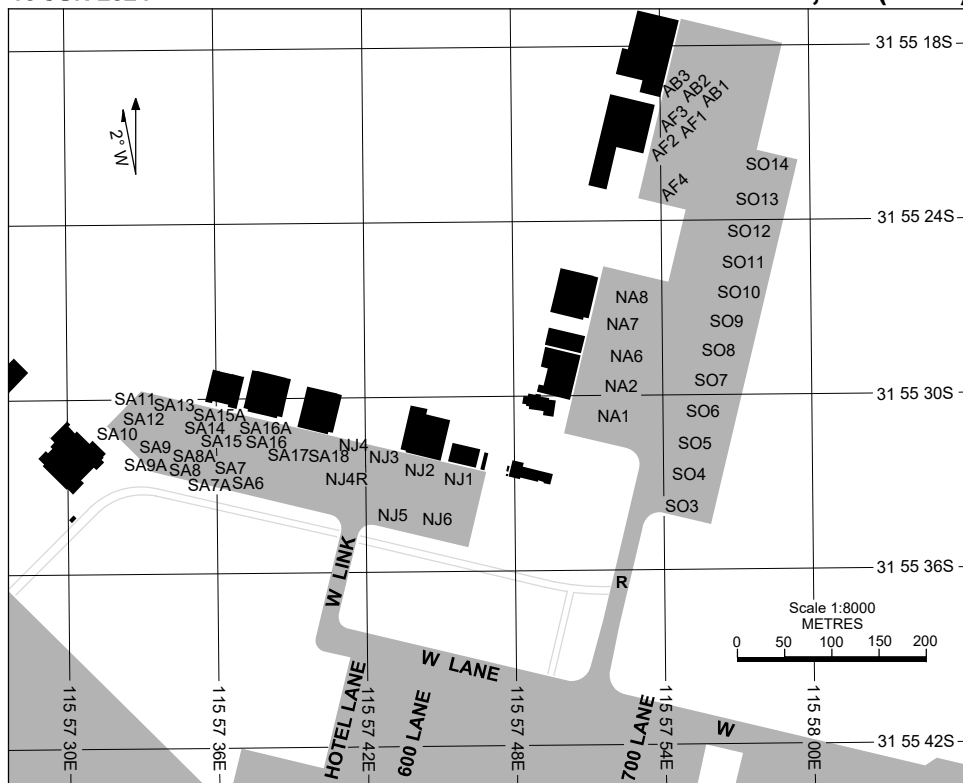 31 55 18S
AB3
AB2
AB1
AF3
AF1
AF2
AF4
2° W
SO14
SO13
31 55 24S
SO12
SO11
SO10
SO9
SO8
SO7
SO6
SO5
SO4
SO3
NA8
NA7
NA6
NA2
NA1
31 55 30S
SA11
SA13
SA12
SA15A
SA14
SA16A
SA10
SA15
SA16
SA9
SA8A
SA17
SA18
SA9A
SA8
SA7
SA7A
SA6
NJ4
NJ3
NJ2
NJ1
NJ4R
NJ5
NJ6
W LINK
R
31 55 36S
Scale 1:8000
METRES
0 50 100 150 200
W LANE
HOTEL LANE
600 LANE
700 LANE
W
31 55 42S
115 57 30E
115 57 36E
115 57 42E
115 57 48E
115 57 54E
115 58 00E